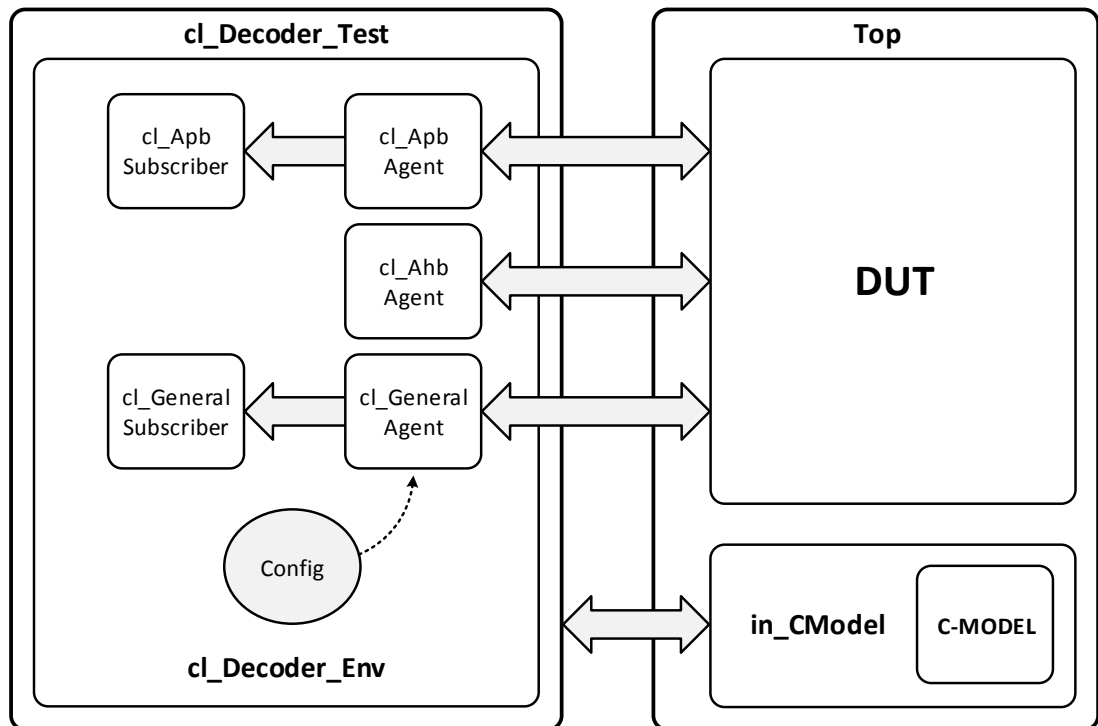 cl_Decoder_Test
cl_Apb
Subscriber
cl_Apb
Agent
cl_Ahb
Agent
cl_General
Subscriber
cl_General
Agent
Config
cl_Decoder_Env
Top
DUT
in_CModel
C-MODEL